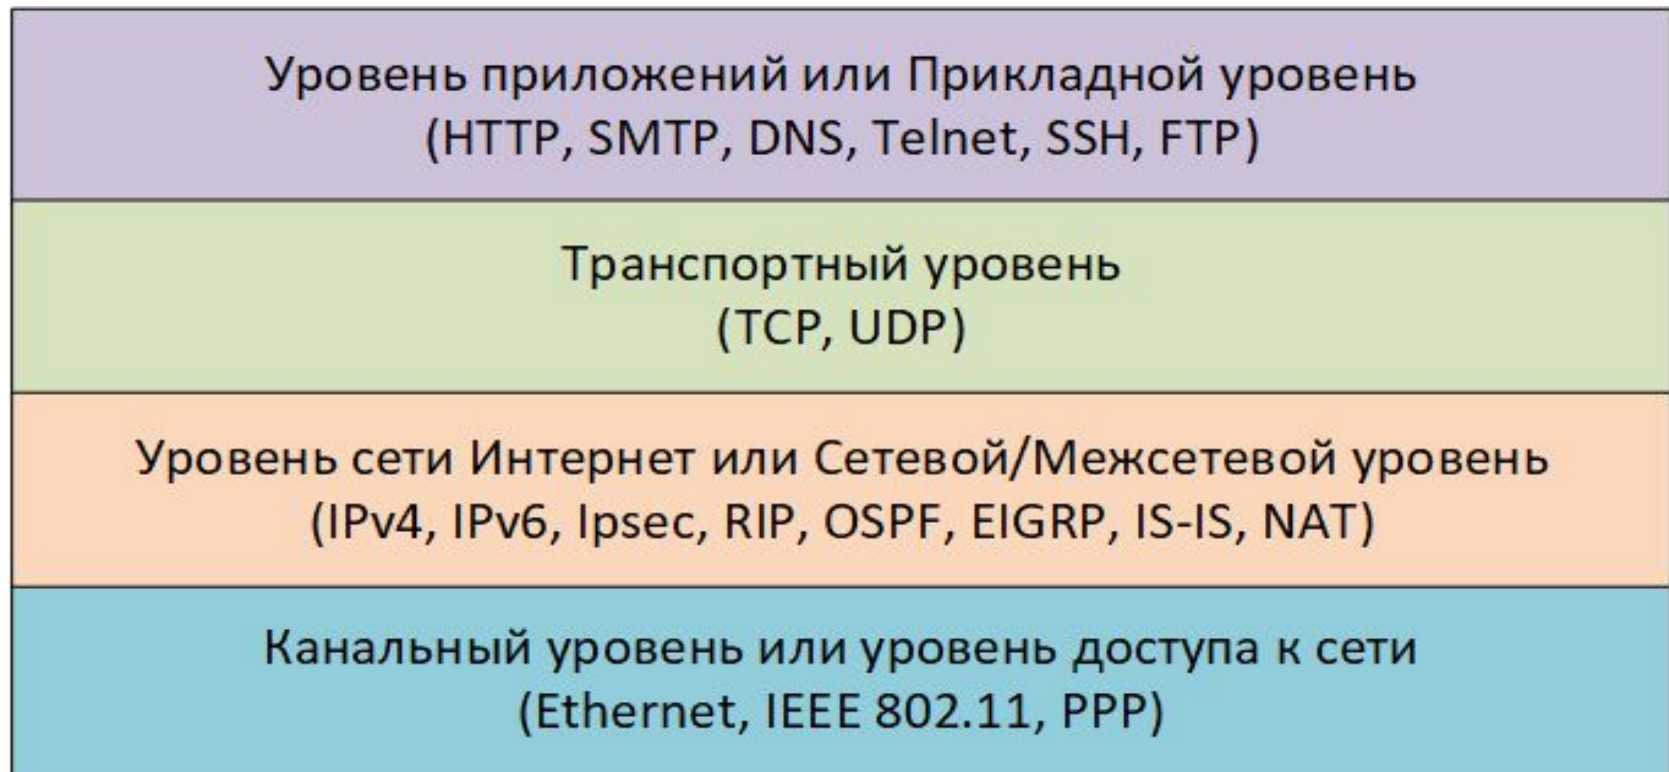 Уровень приложений или Прикладной уровень
(HTTP, SMTP, DNS, Telnet, SSH, FTP)
Транспортный уровень
(TCP, UDP)
Уровень сети Интернет или Сетевой/Межсетевой уровень
(IPv4, IPv6, Ipsec, RIP, OSPF, EIGRP, IS-IS, NAT)
Канальный уровень или уровень доступа к сети
(Ethernet, IEEE 802.11, PPP)